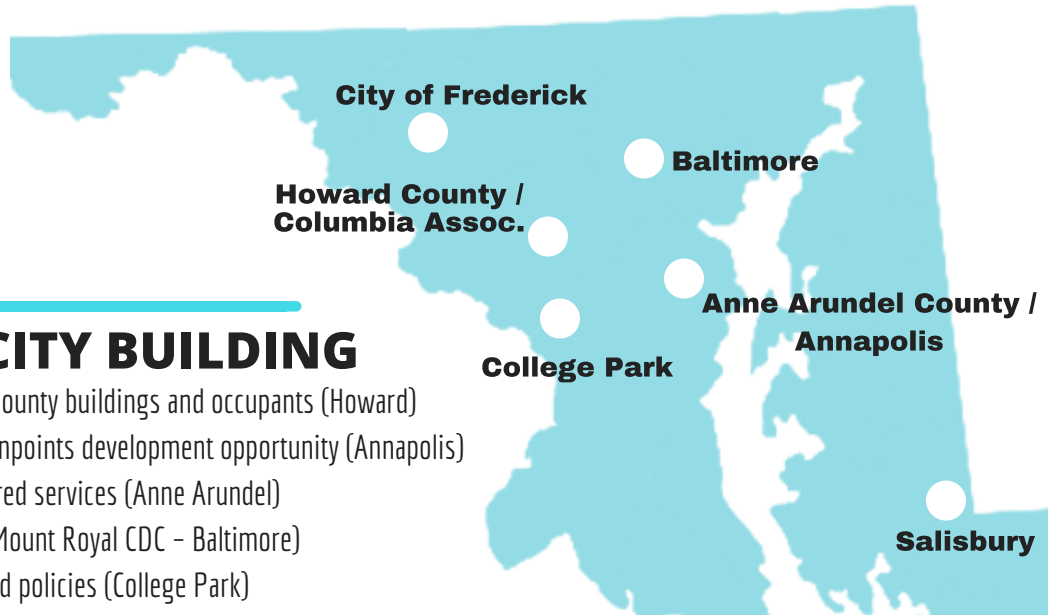 City of Frederick
Baltimore
Howard County /
Columbia Assoc.
Anne Arundel County /
Annapolis
College Park
Salisbury
CITY BUILDING
ounty buildings and occupants (Howard)
npoints development opportunity (Annapolis)
red services (Anne Arundel)
Mount Royal CDC – Baltimore)
d policies (College Park)